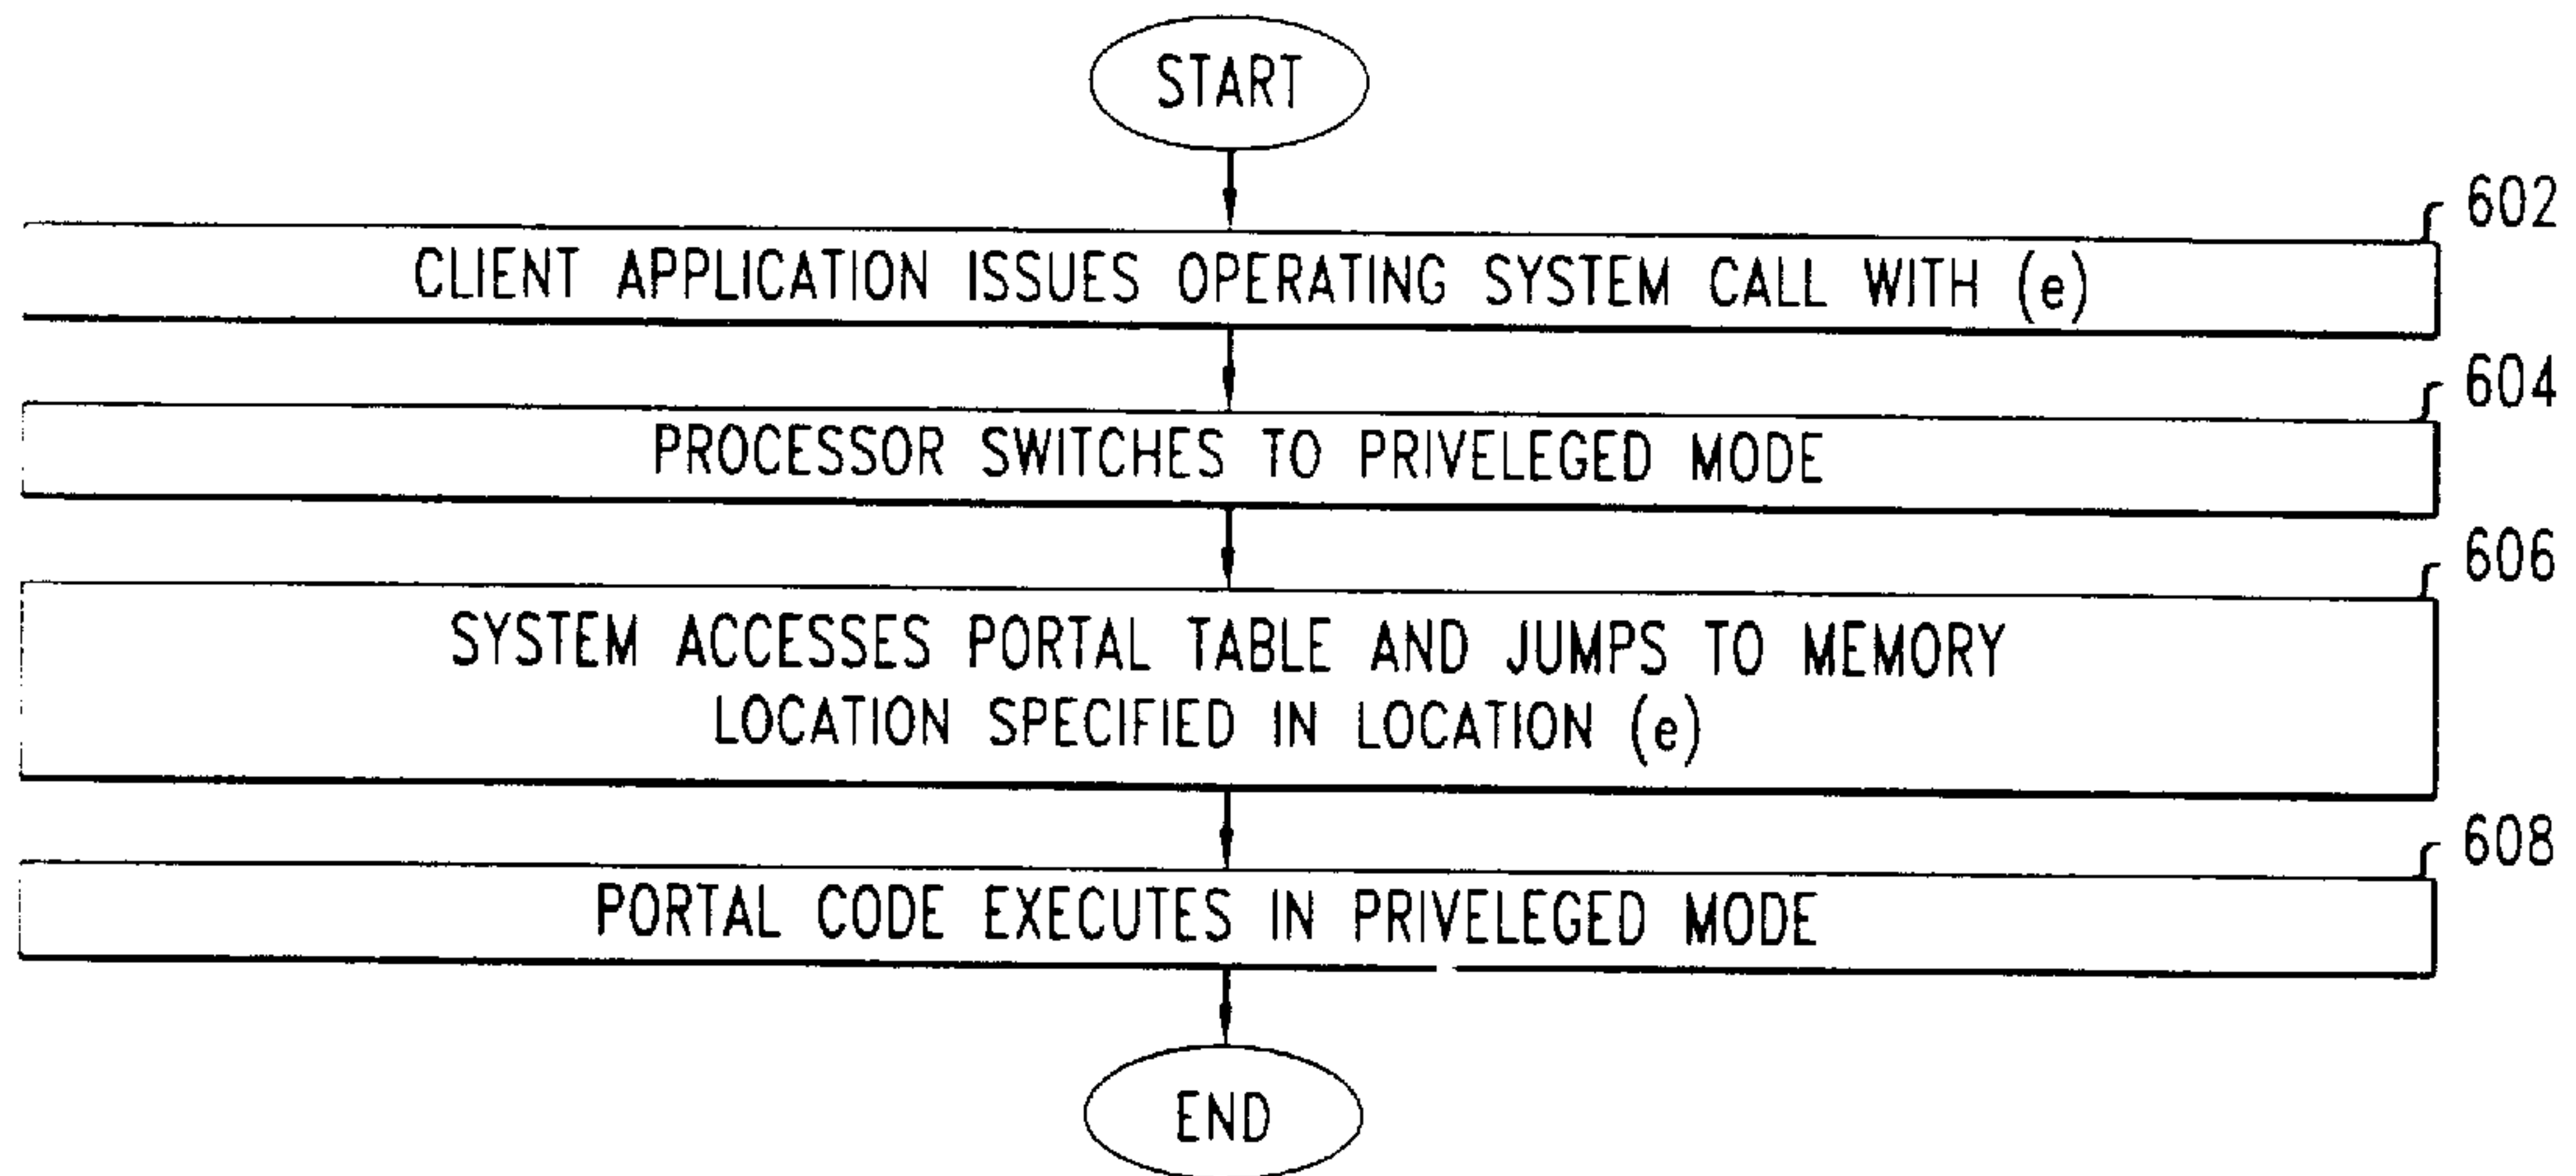 START
602
CLIENT APPLICATION ISSUES OPERATING SYSTEM CALL WITH (e)
604
PROCESSOR SWITCHES TO PRIVELEGED MODE
606
SYSTEM ACCESSES PORTAL TABLE AND JUMPS TO MEMORY
LOCATION SPECIFIED IN LOCATION (e)
608
PORTAL CODE EXECUTES IN PRIVELEGED MODE
END